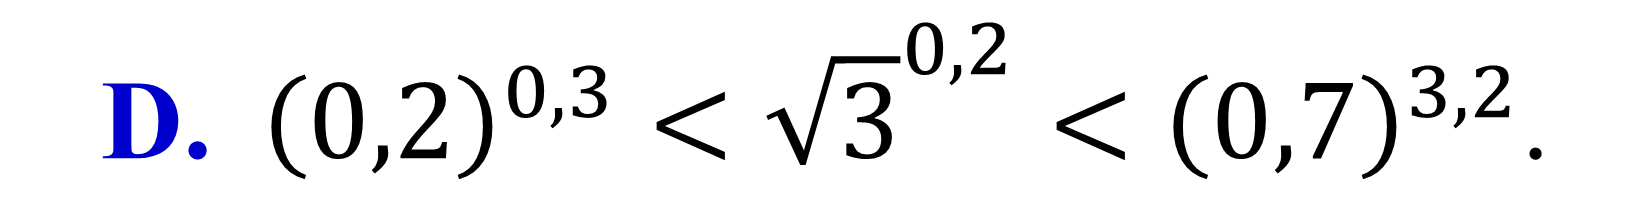 D. (0,2)^{0,3} < √3^{0,2} < (0,7)^{3,2}.